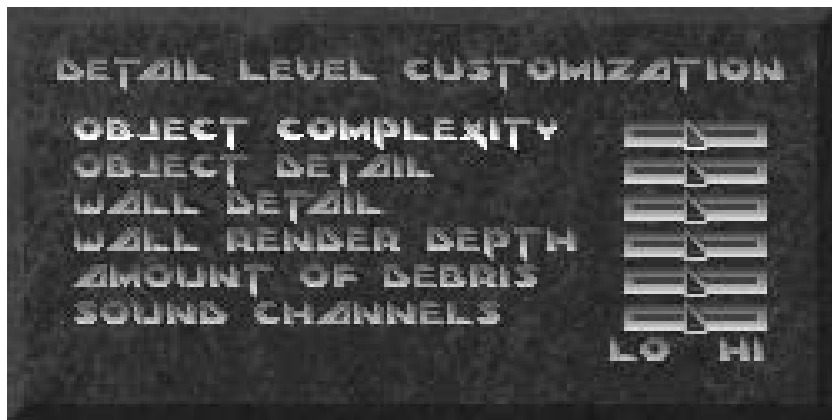 DETAIL LEVEL CUSTOMIZATION
OBJECT COMPLEXITY
OBJECT DETAIL
WALL DETAIL
WALL RENDER DEPTH
AMOUNT OF DEBRIS
SOUND CHANNELS
LO HI